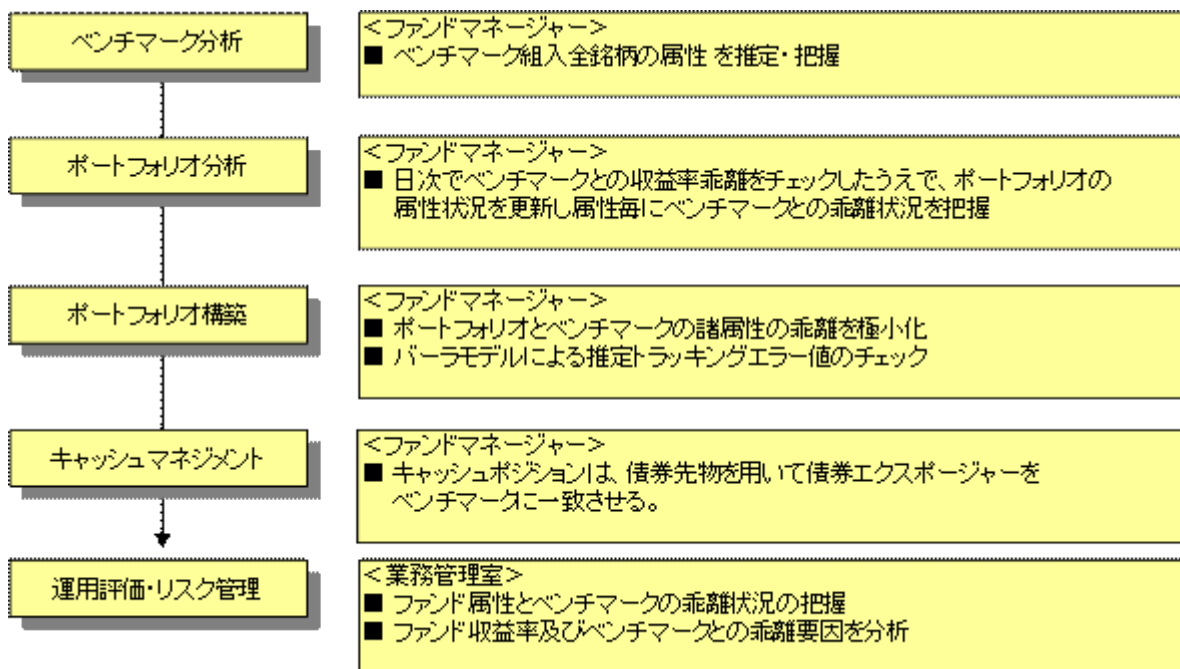 ベンチマーク分析
<ファンドマネージャー>
■ ベンチマーク組入全銘柄の属性 を推定・把握
ポートフォリオ分析
<ファンドマネージャー>
■ 日次でベンチマークとの収益率乖離をチェックしたうえで、ポートフォリオの
属性状況を更新し属性毎にベンチマークとの乖離状況を把握
ポートフォリオ構築
<ファンドマネージャー>
■ ポートフォリオとベンチマークの諸属性の乖離を極小化
■ バーラモデルによる推定トラッキングエラー値のチェック
キャッシュマネジメント
<ファンドマネージャー>
■ キャッシュポジションは、債券先物を用いて債券エクスポージャーを
ベンチマークに一致させる。
運用評価・リスク管理
<業務管理室>
■ ファンド属性とベンチマークの乖離状況の把握
■ ファンド収益率及びベンチマークとの乖離要因を分析